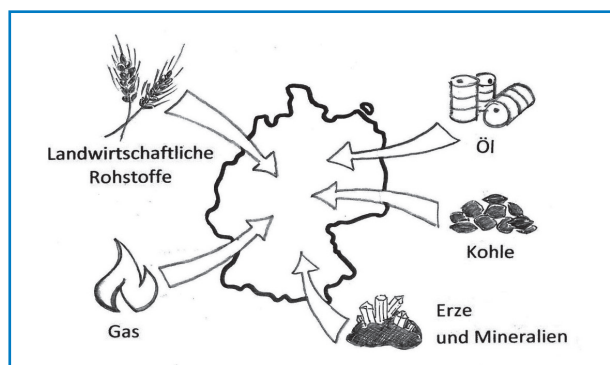 Landwirtschaftliche
Rohstoffe
Öl
Kohle
Gas
Erze
und Mineralien